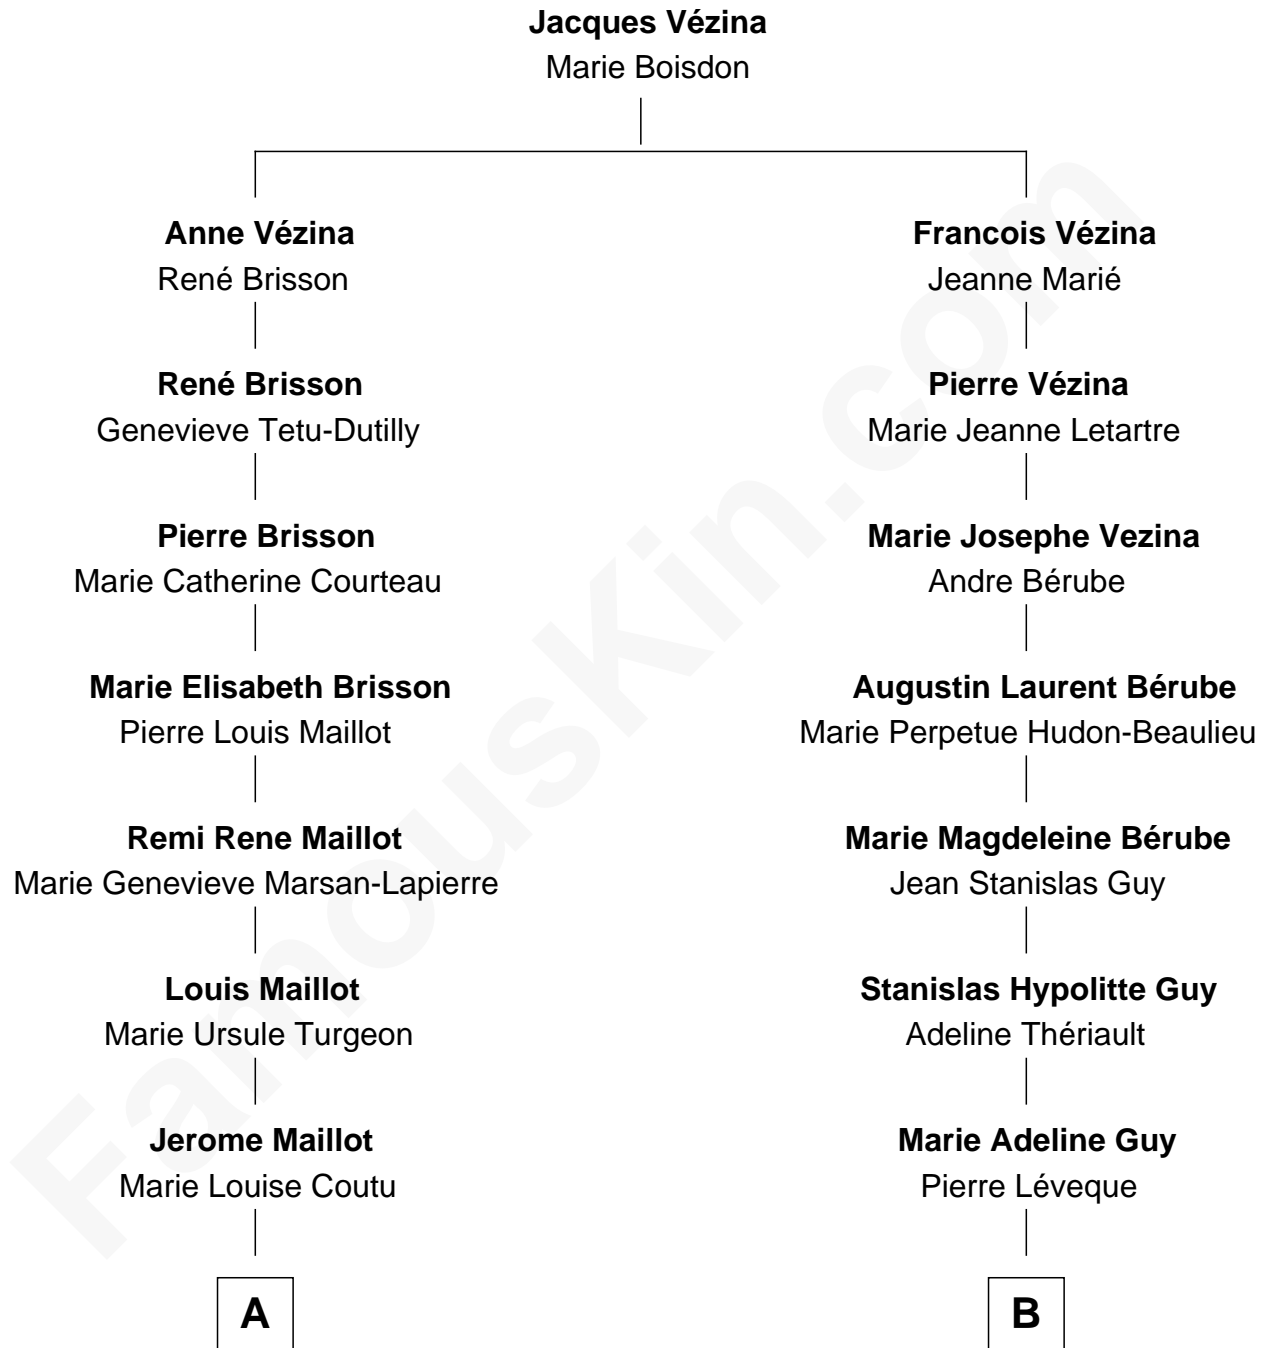 Jacques Vézina
Marie Boisdon
Anne Vézina
René Brisson
René Brisson
Genevieve Tetu-Dutilly
Pierre Brisson
Marie Catherine Courteau
Marie Elisabeth Brisson
Pierre Louis Maillot
Remi Rene Maillot
Marie Genevieve Marsan-Lapierre
Louis Maillot
Marie Ursule Turgeon
Jerome Maillot
Marie Louise Coutu
A
Francois Vézina
Jeanne Marié
Pierre Vézina
Marie Jeanne Letartre
Marie Josephe Vezina
Andre Bérube
Augustin Laurent Bérube
Marie Perpetue Hudon-Beaulieu
Marie Magdeleine Bérube
Jean Stanislas Guy
Stanislas Hypolitte Guy
Adeline Thériault
Marie Adeline Guy
Pierre Léveque
B
FamousKin.com